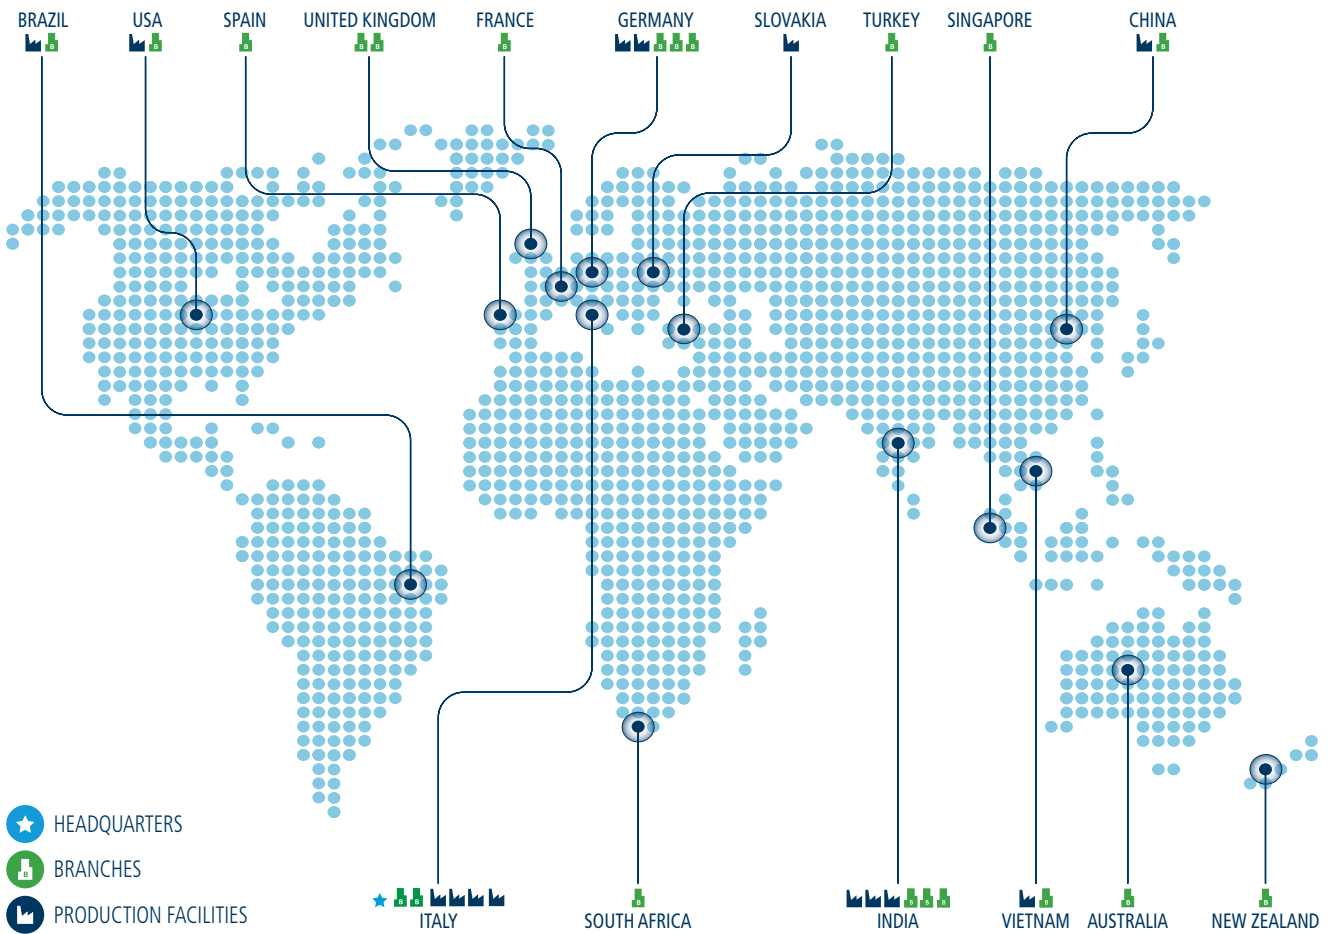 BRAZIL USA SPAIN UNITED KINGDOM FRANCE GERMANY SLOVAKIA TURKEY SINGAPORE CHINA
B B B B B B B B B B B B
HEADQUARTERS
B BRANCHES
PRODUCTION FACILITIES
B B B B B B B B B
ITALY SOUTH AFRICA INDIA VIETNAM AUSTRALIA NEW ZEALAND